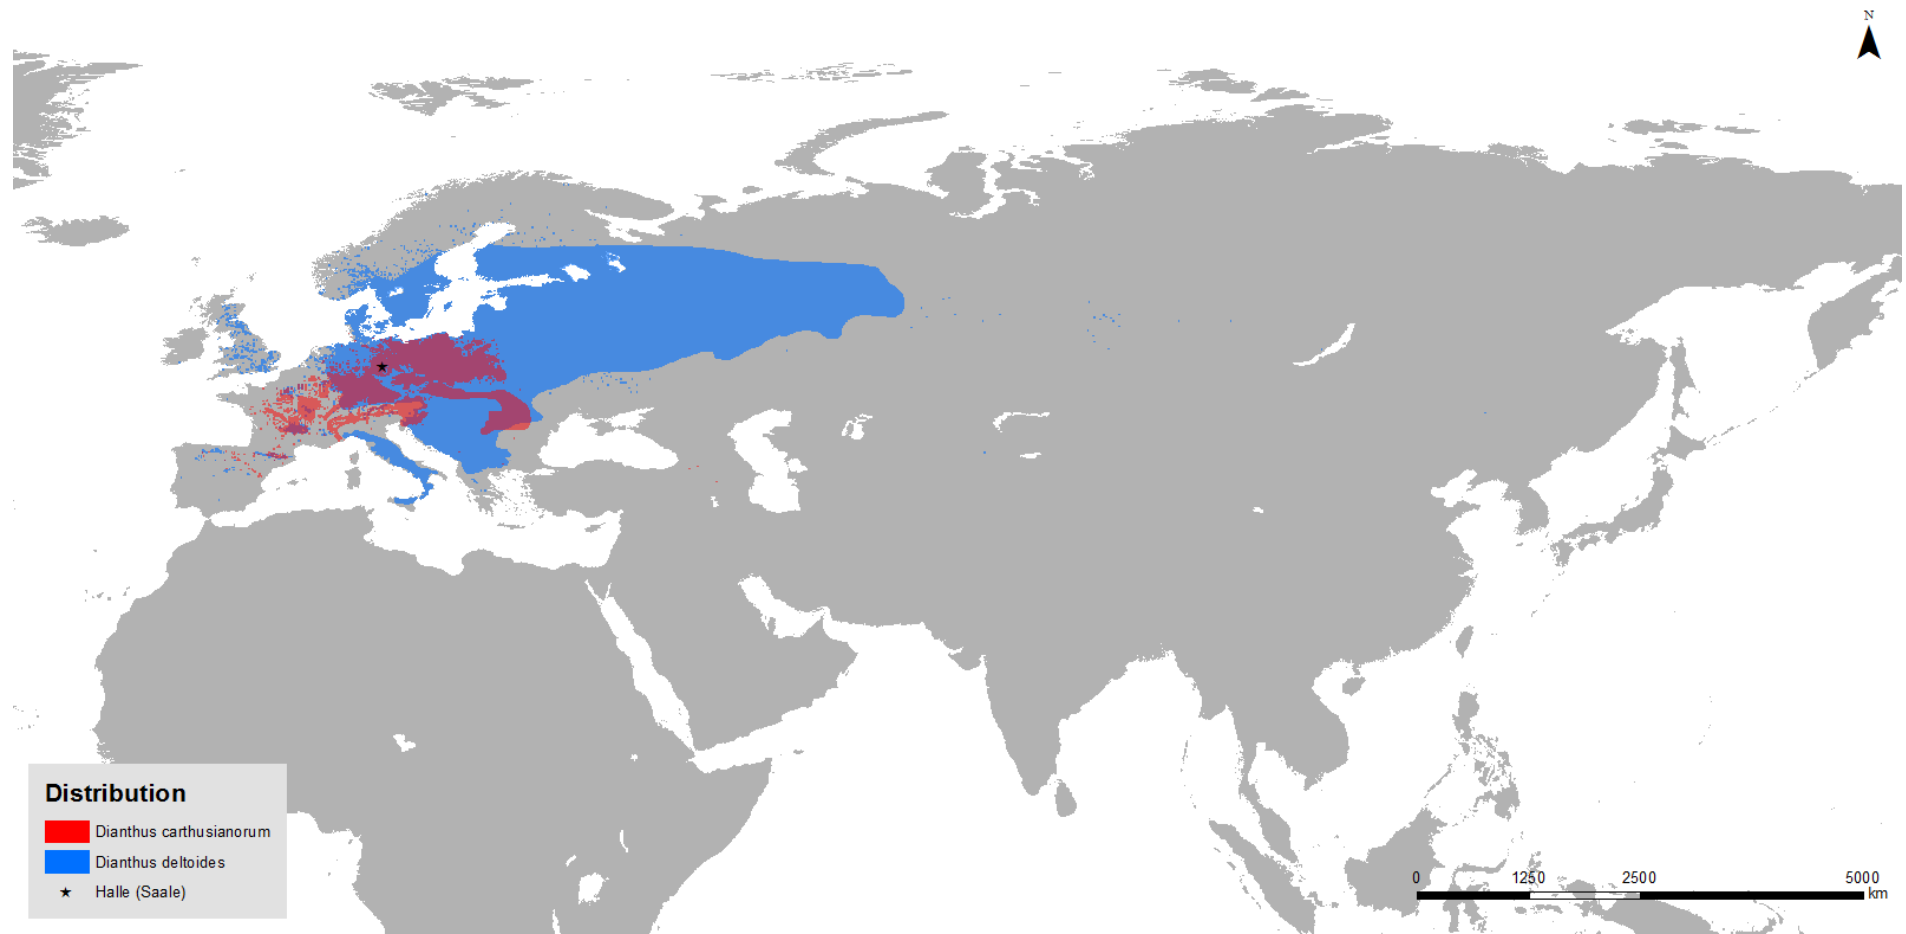 N
Distribution
Dianthus carthusianorum
Dianthus deltoides
Halle (Saale)
0 1250 2500 5000
km